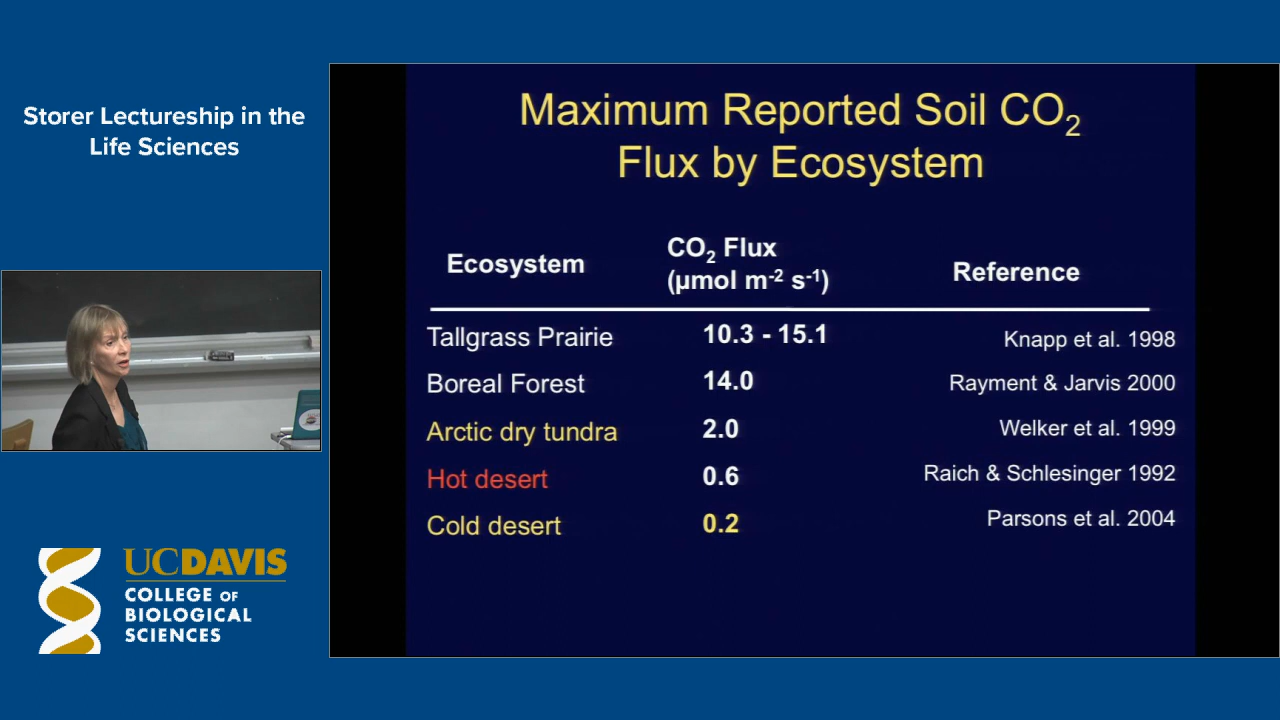 Storer Lectureship in the
Life Sciences
UCDAVIS
COLLEGE OF
BIOLOGICAL
SCIENCES
Maximum Reported Soil CO₂
Flux by Ecosystem
Ecosystem
CO₂ Flux
(µmol m⁻² s⁻¹)
Reference
Tallgrass Prairie 10.3 - 15.1 Knapp et al. 1998
Boreal Forest 14.0 Rayment & Jarvis 2000
Arctic dry tundra 2.0 Welker et al. 1999
Hot desert 0.6 Raich & Schlesinger 1992
Cold desert 0.2 Parsons et al. 2004